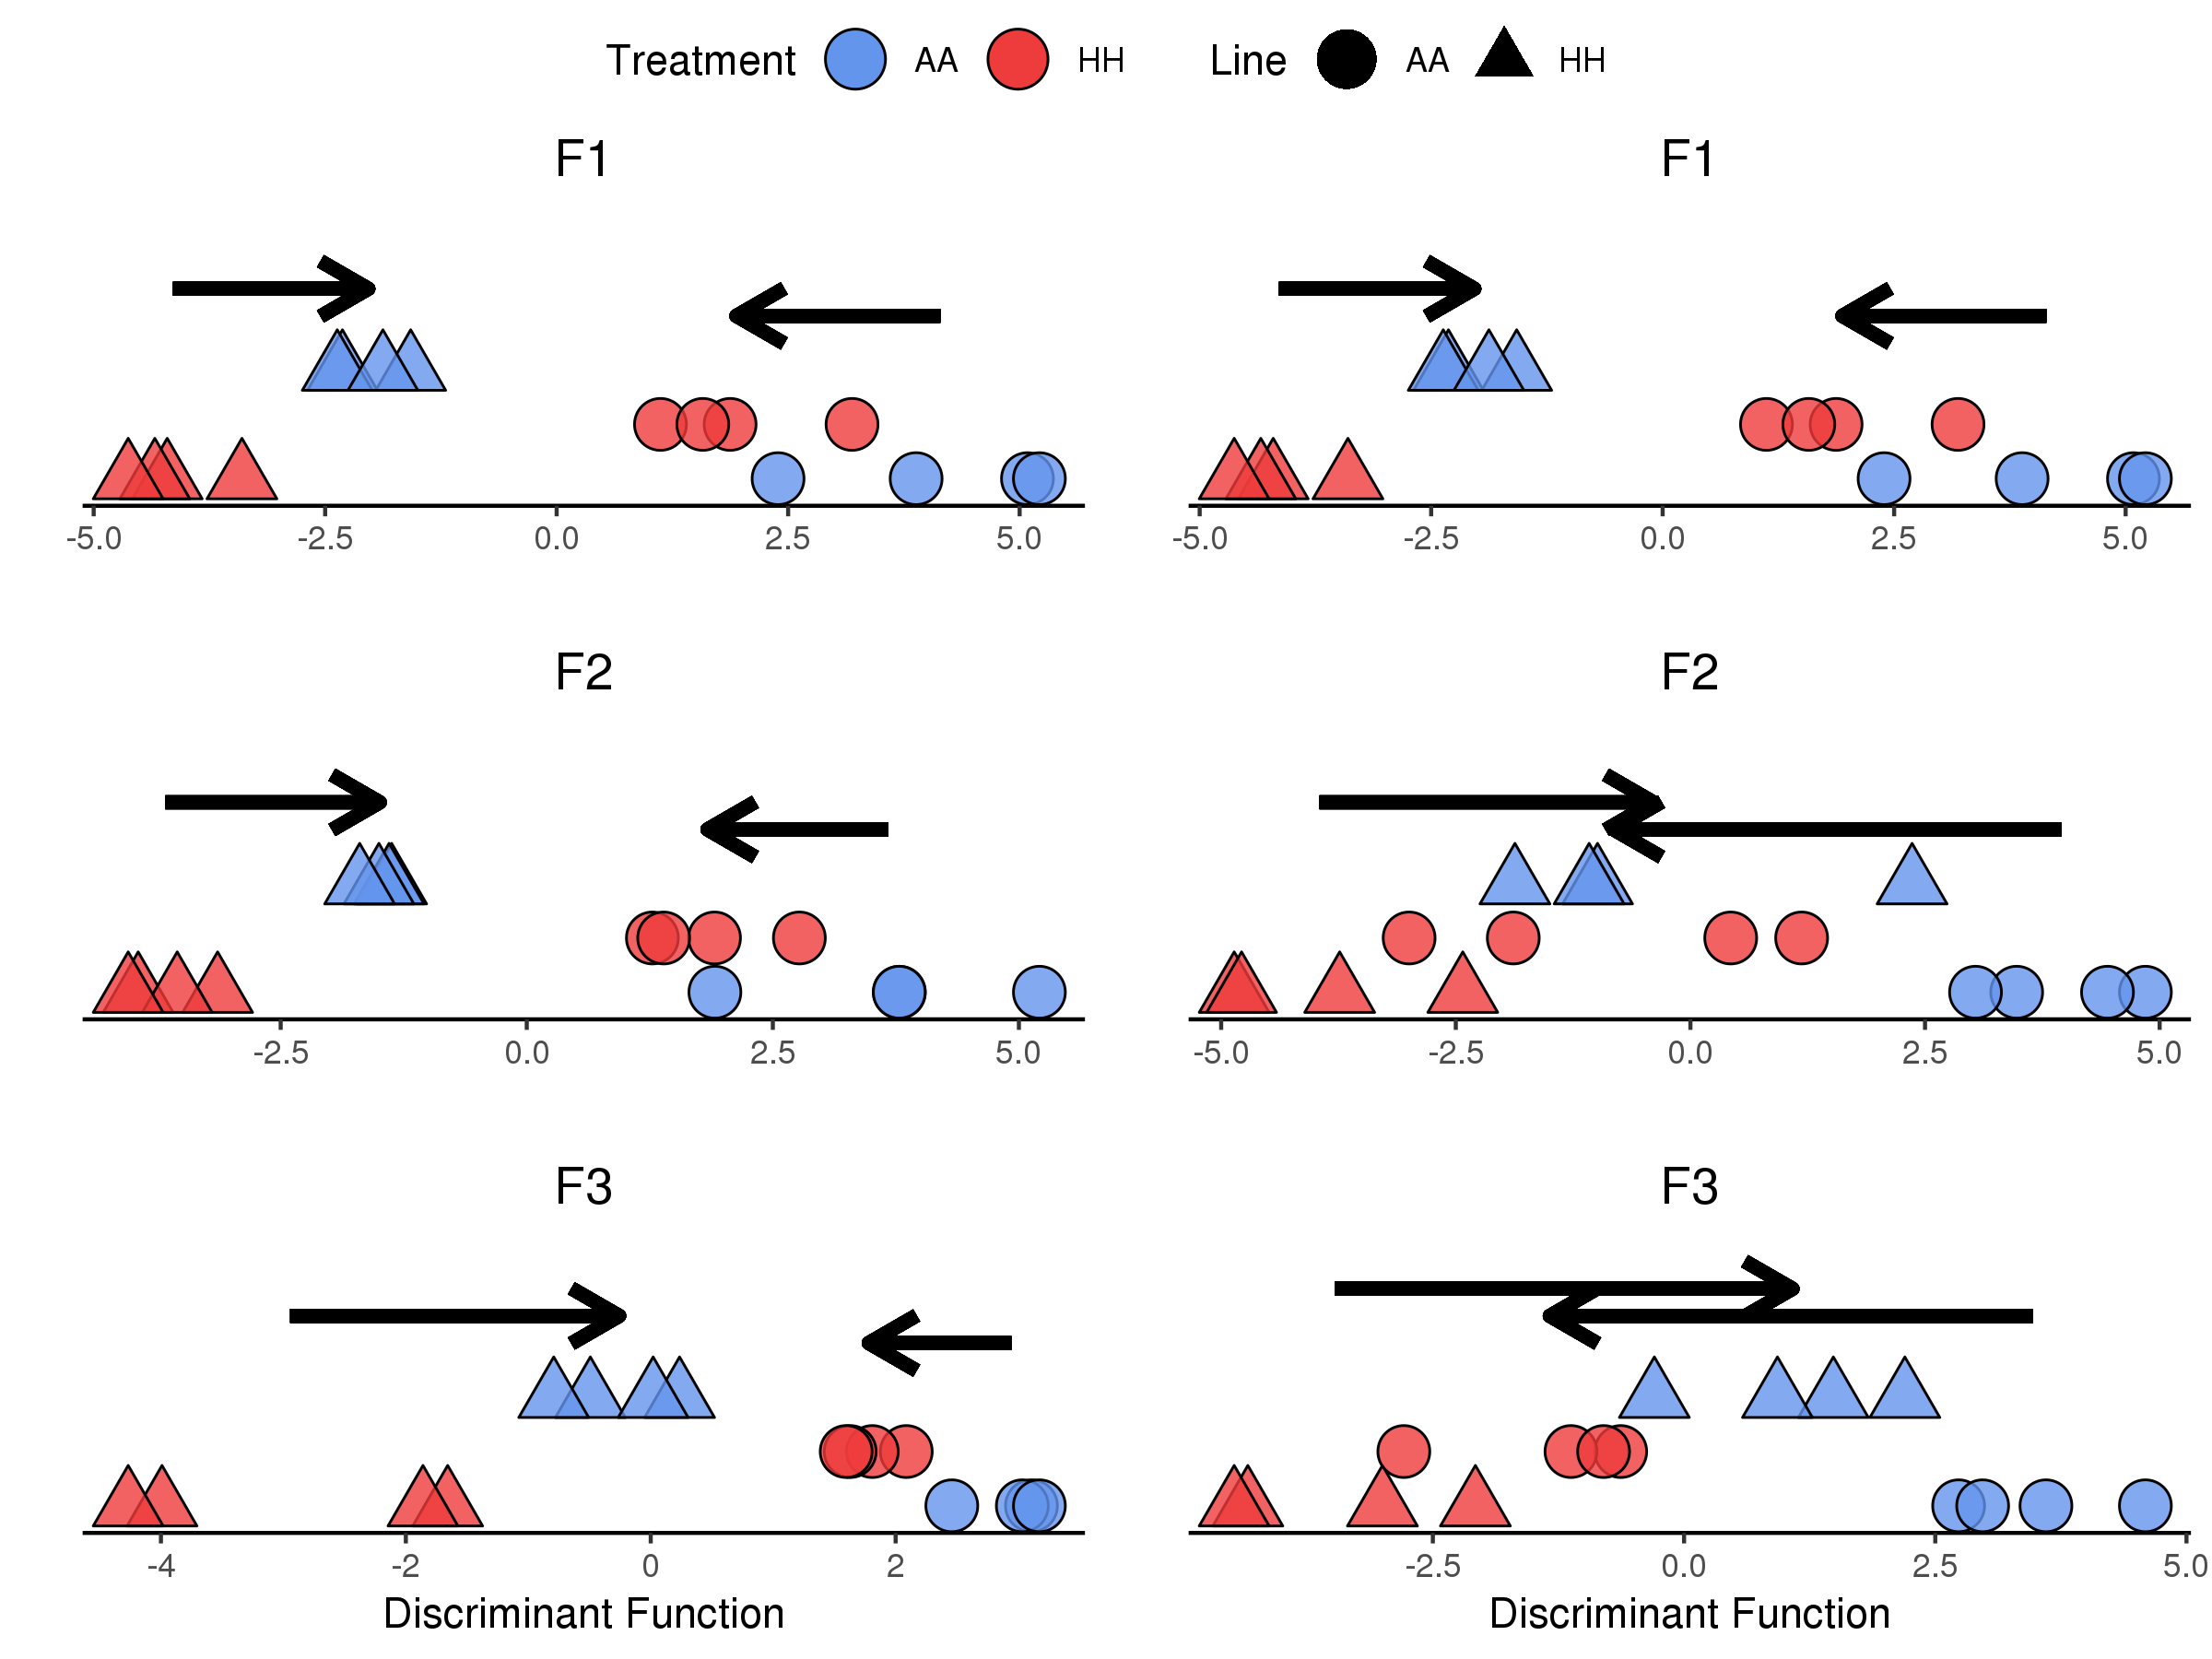 Treatment AA HH Line AA HH
F1 F1
-5.0 -2.5 0.0 2.5 5.0 -5.0 -2.5 0.0 2.5 5.0
F2 F2
-2.5 0.0 2.5 5.0 -5.0 -2.5 0.0 2.5 5.0
F3 F3
-4 -2 0 2 -2.5 0.0 2.5 5.0
Discriminant Function Discriminant Function